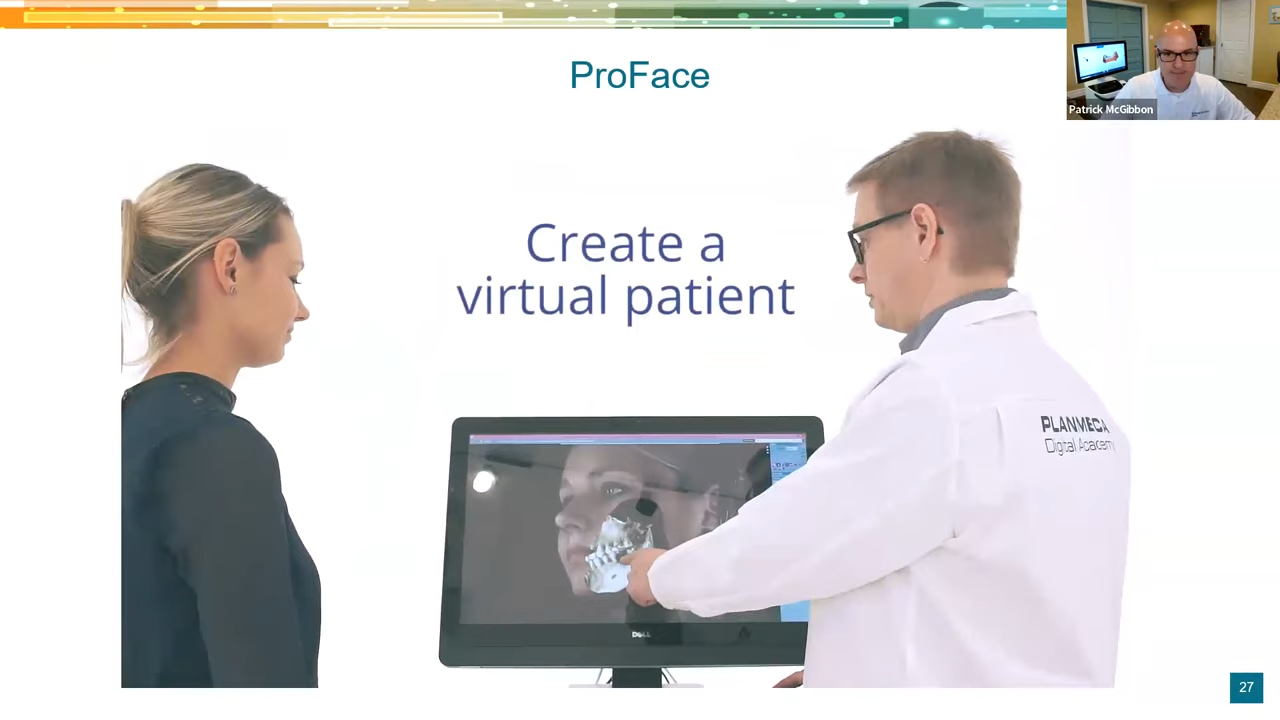 ProFace
Patrick McGibbon
Create a
virtual patient
PLANMECA
Digital Academy
DELL
27